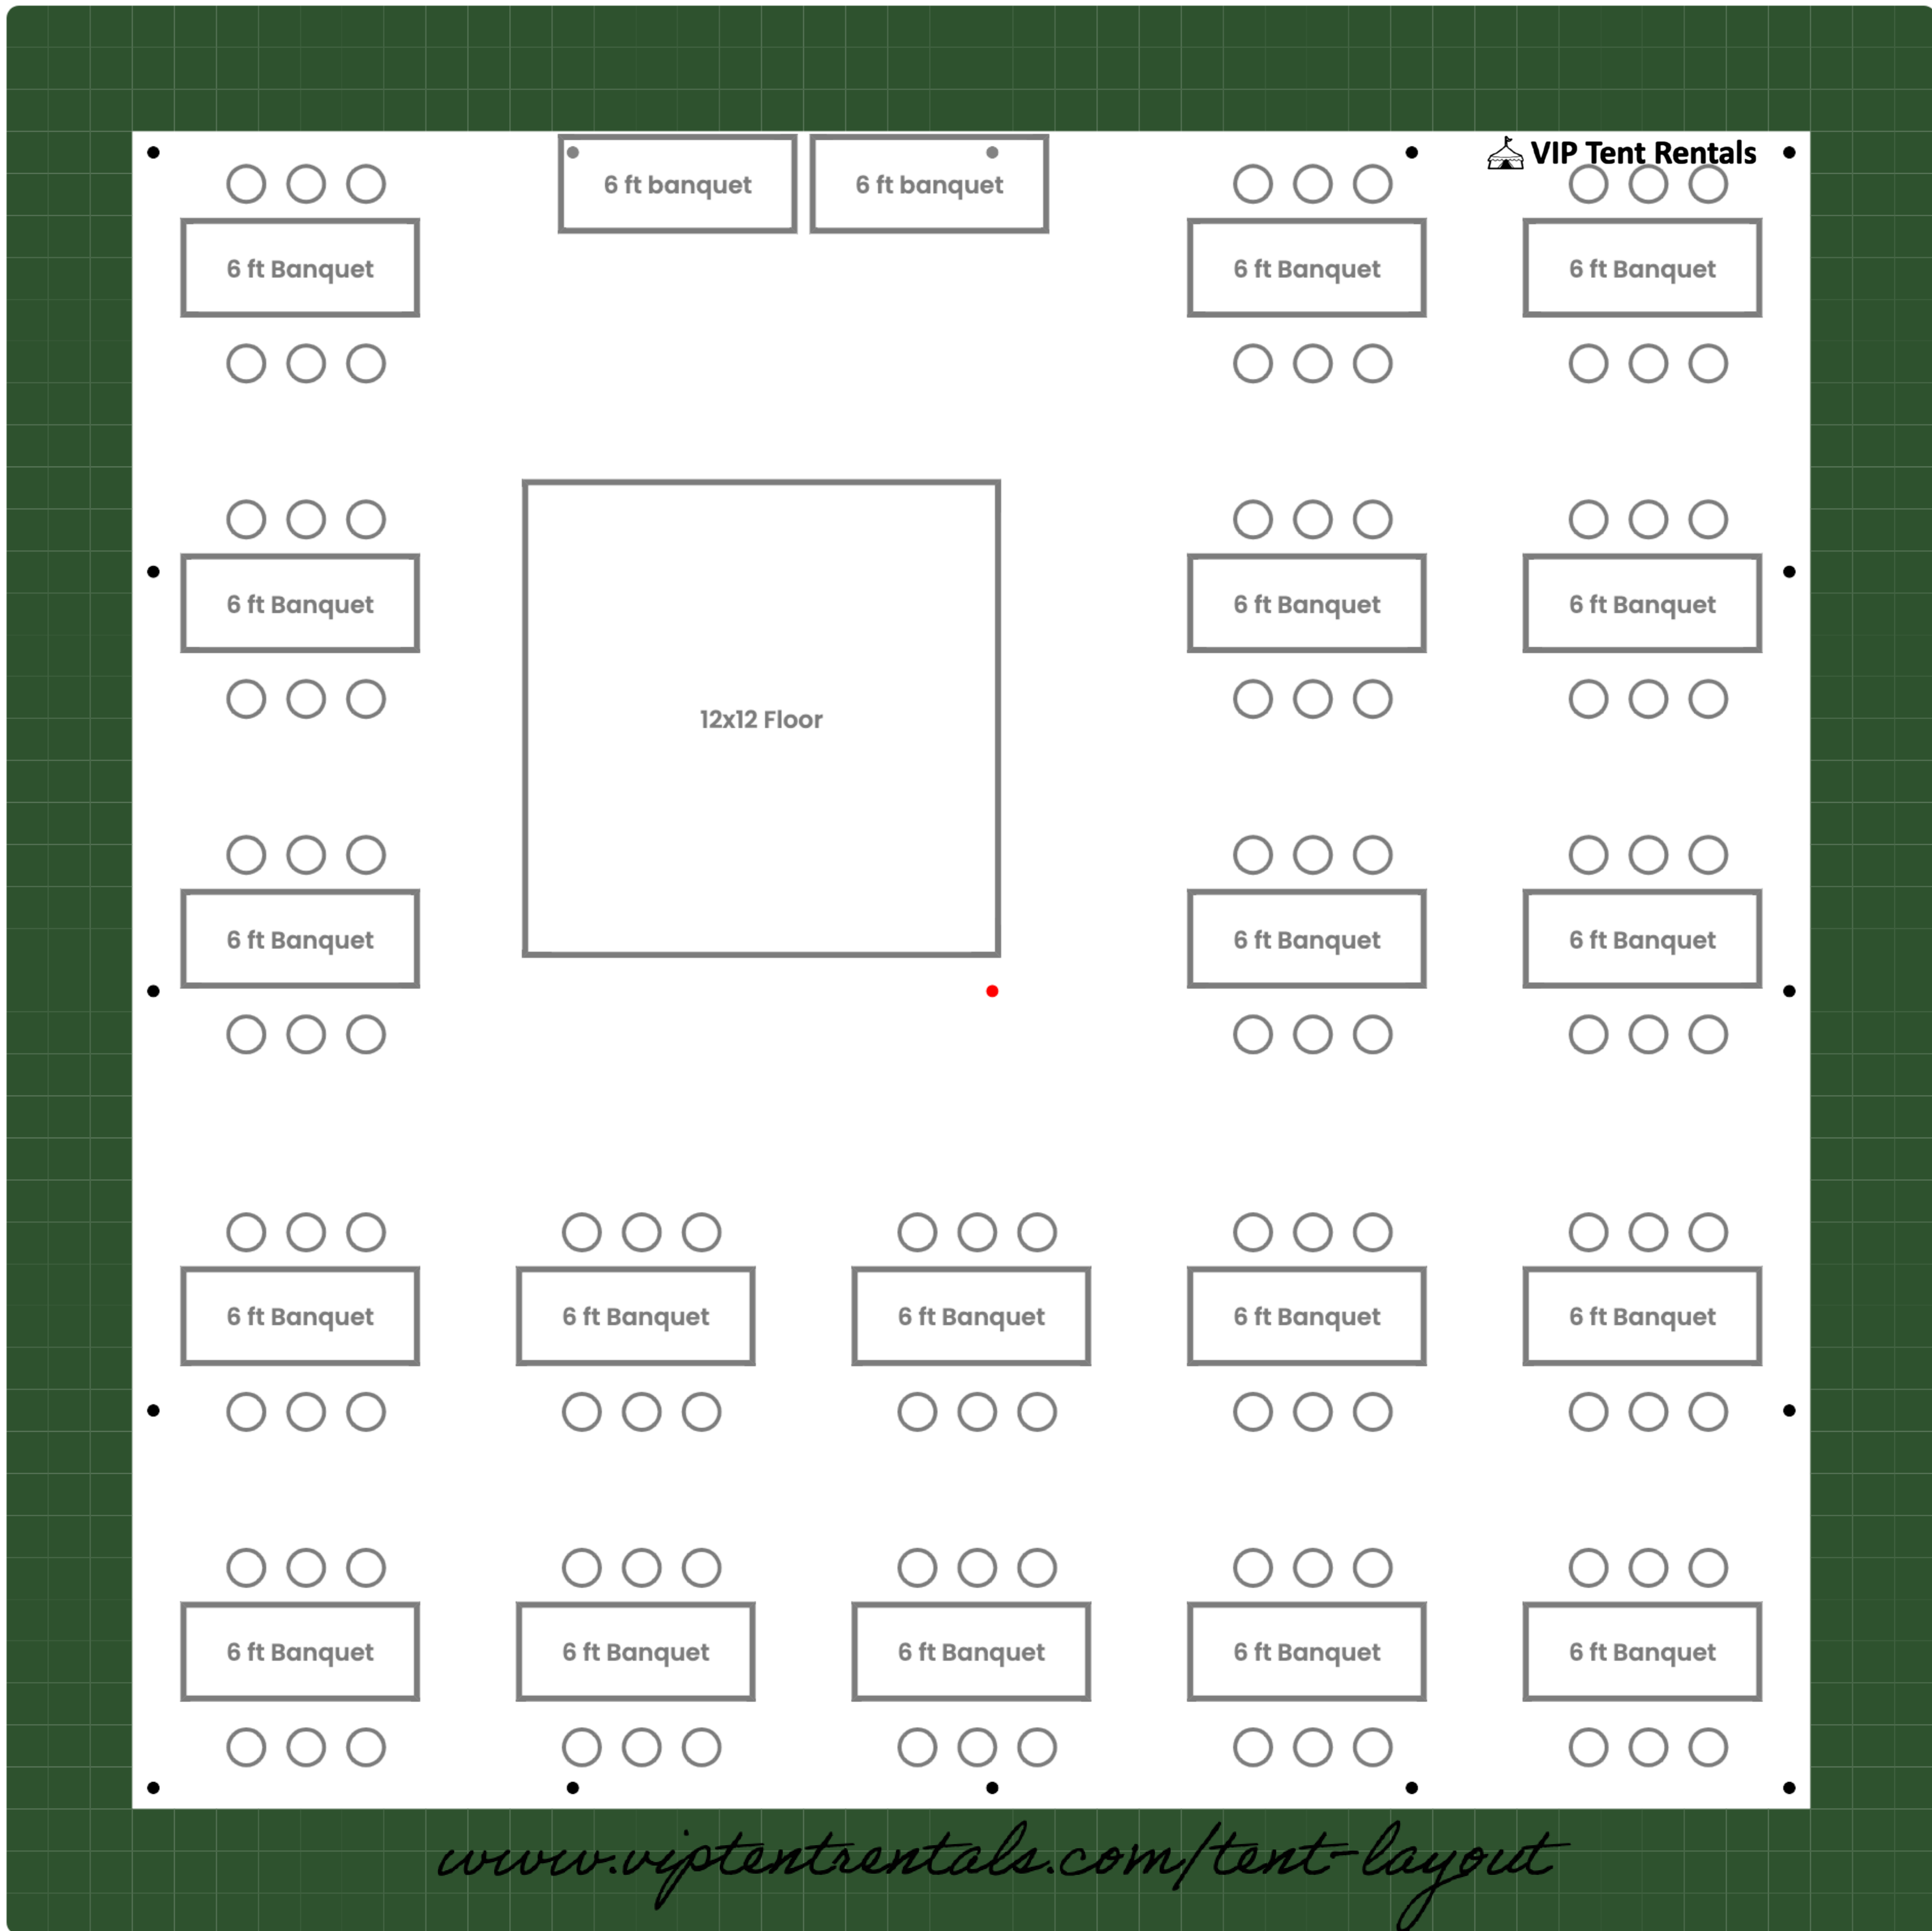 VIP Tent Rentals
6 ft banquet 6 ft banquet
6 ft Banquet 6 ft Banquet 6 ft Banquet
6 ft Banquet 6 ft Banquet 6 ft Banquet
12x12 Floor
6 ft Banquet 6 ft Banquet 6 ft Banquet
6 ft Banquet 6 ft Banquet 6 ft Banquet 6 ft Banquet 6 ft Banquet
6 ft Banquet 6 ft Banquet 6 ft Banquet 6 ft Banquet 6 ft Banquet
www.viptentrentals.com/tent-layout